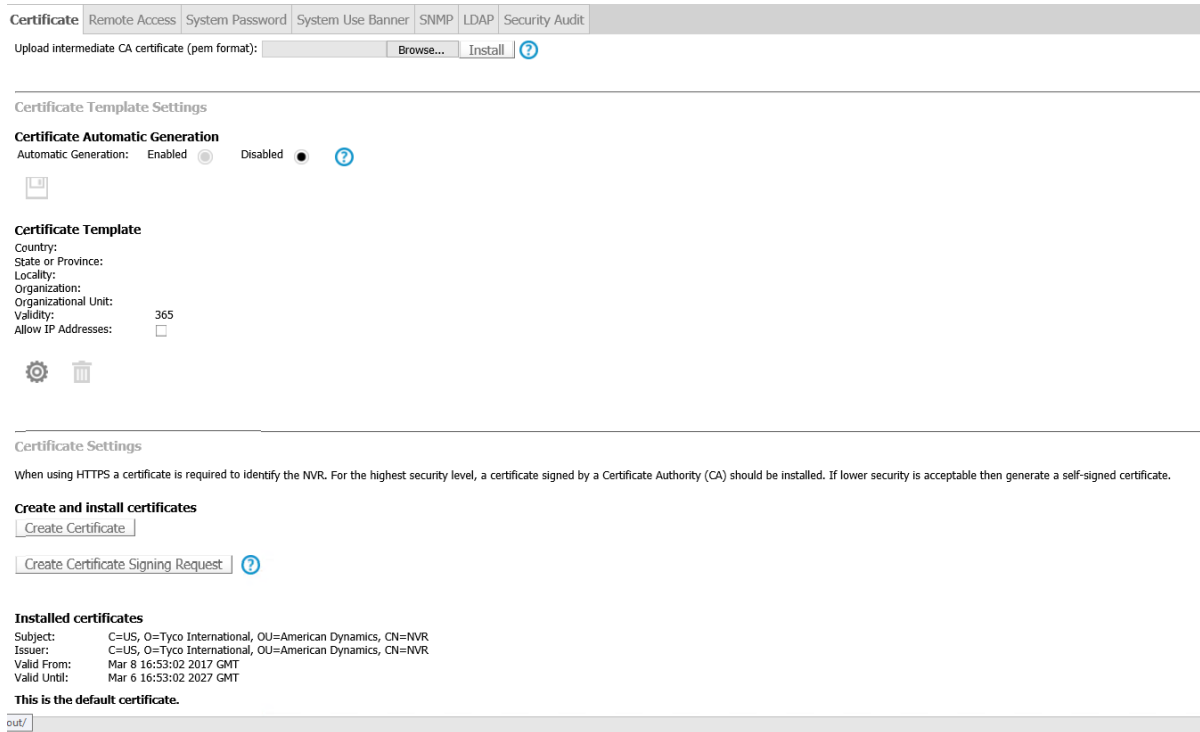 Certificate Remote Access System Password System Use Banner SNMP LDAP Security Audit
Upload intermediate CA certificate (pem format): Browse... Install ?
Certificate Template Settings
Certificate Automatic Generation
Automatic Generation: Enabled Disabled ?
Certificate Template
Country:
State or Province:
Locality:
Organization:
Organizational Unit:
Validity: 365
Allow IP Addresses:
Certificate Settings
When using HTTPS a certificate is required to identify the NVR. For the highest security level, a certificate signed by a Certificate Authority (CA) should be installed. If lower security is acceptable then generate a self-signed certificate.
Create and install certificates
Create Certificate
Create Certificate Signing Request ?
Installed certificates
Subject: C=US, O=Tyco International, OU=American Dynamics, CN=NVR
Issuer: C=US, O=Tyco International, OU=American Dynamics, CN=NVR
Valid From: Mar 8 16:53:02 2017 GMT
Valid Until: Mar 6 16:53:02 2027 GMT
This is the default certificate.
out/